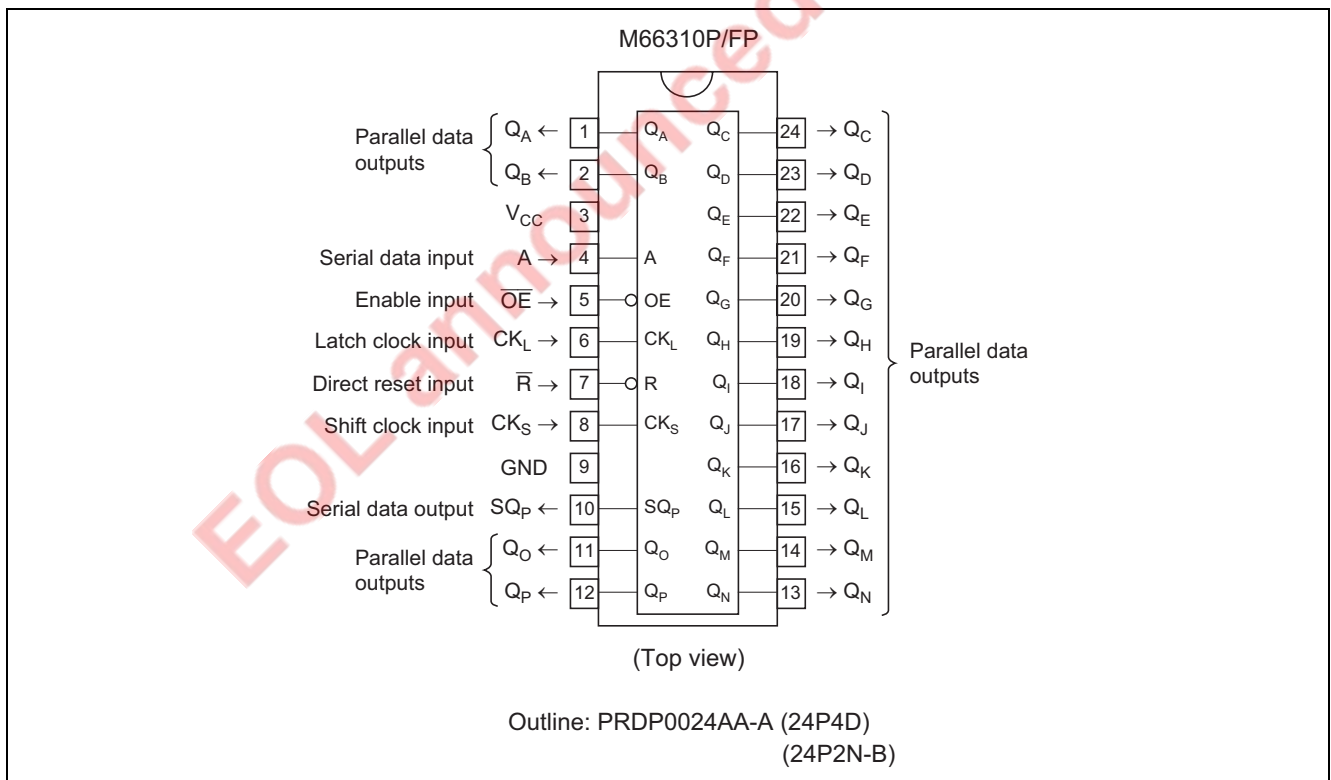 M66310P/FP
Parallel data outputs
Q_A ← 1 Q_A Q_C 24 → Q_C
Q_B ← 2 Q_B Q_D 23 → Q_D
V_CC 3 Q_E 22 → Q_E
Serial data input A → 4 A Q_F 21 → Q_F
Enable input O̅E̅ → 5 OE Q_G 20 → Q_G
Latch clock input CK_L → 6 CK_L Q_H 19 → Q_H
Direct reset input R̅ → 7 R Q_I 18 → Q_I
Shift clock input CK_S → 8 CK_S Q_J 17 → Q_J
GND 9 Q_K 16 → Q_K
Serial data output SQ_P ← 10 SQ_P Q_L 15 → Q_L
Parallel data outputs
Q_O ← 11 Q_O Q_M 14 → Q_M
Q_P ← 12 Q_P Q_N 13 → Q_N
Parallel data
outputs
(Top view)
Outline: PRDP0024AA-A (24P4D)
(24P2N-B)
EOL announced